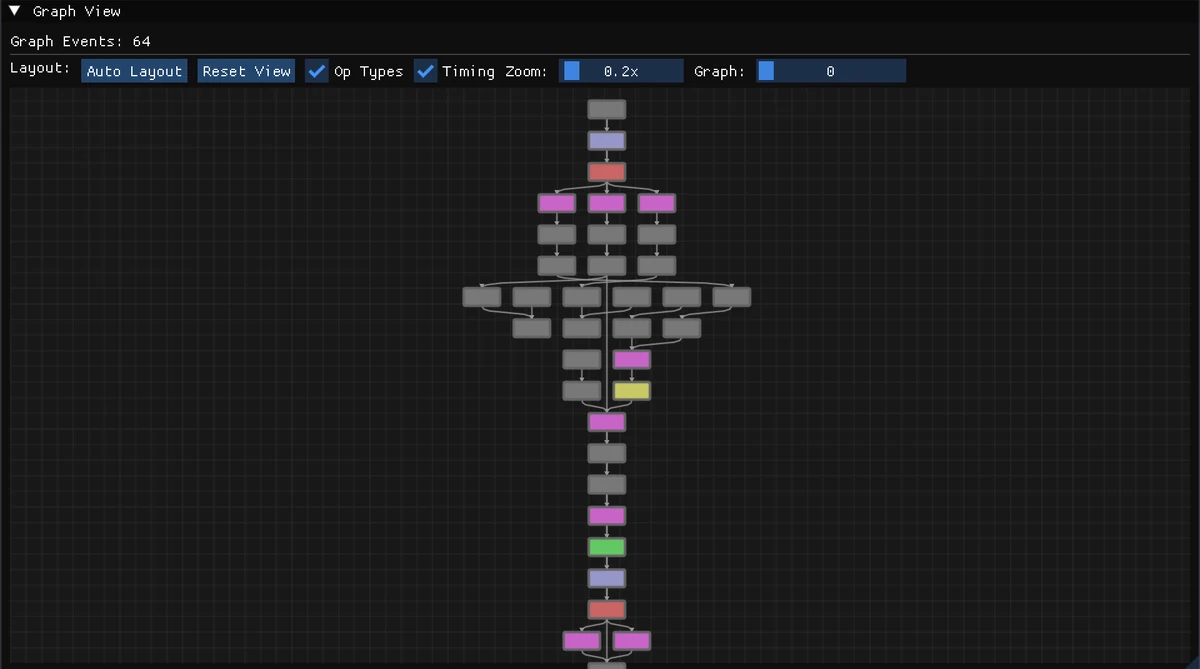 Graph View
Graph Events: 64
Layout: Auto Layout Reset View Op Types Timing Zoom: 0.2x Graph: 0